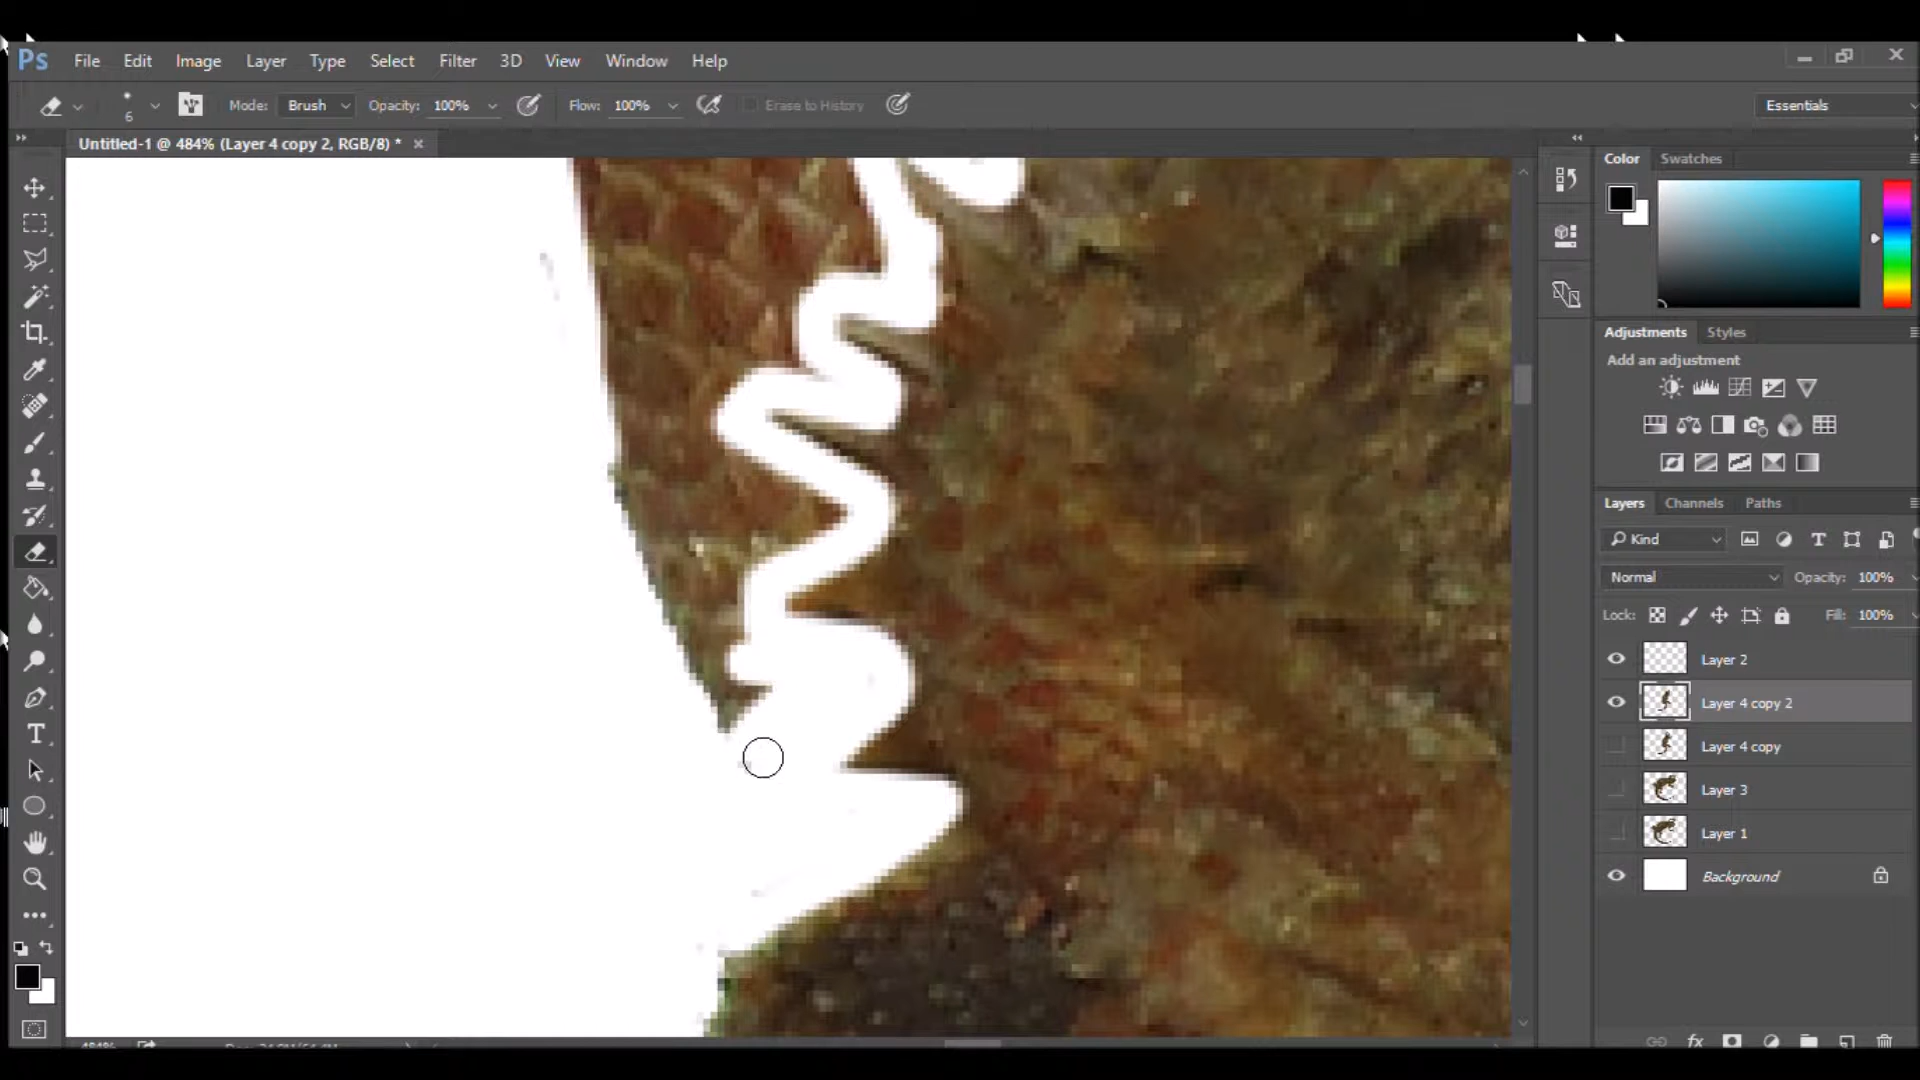 Ps File Edit Image Layer Type Select Filter 3D View Window Help
6 Mode: Brush Opacity: 100% Flow: 100% Erase to History Essentials
Untitled-1 @ 484% (Layer 4 copy 2, RGB/8) *
Color Swatches
Adjustments Styles
Add an adjustment
Layers Channels Paths
Kind
Normal Opacity: 100%
Lock: Fill: 100%
Layer 2
Layer 4 copy 2
Layer 4 copy
Layer 3
Layer 1
Background
fx
484%